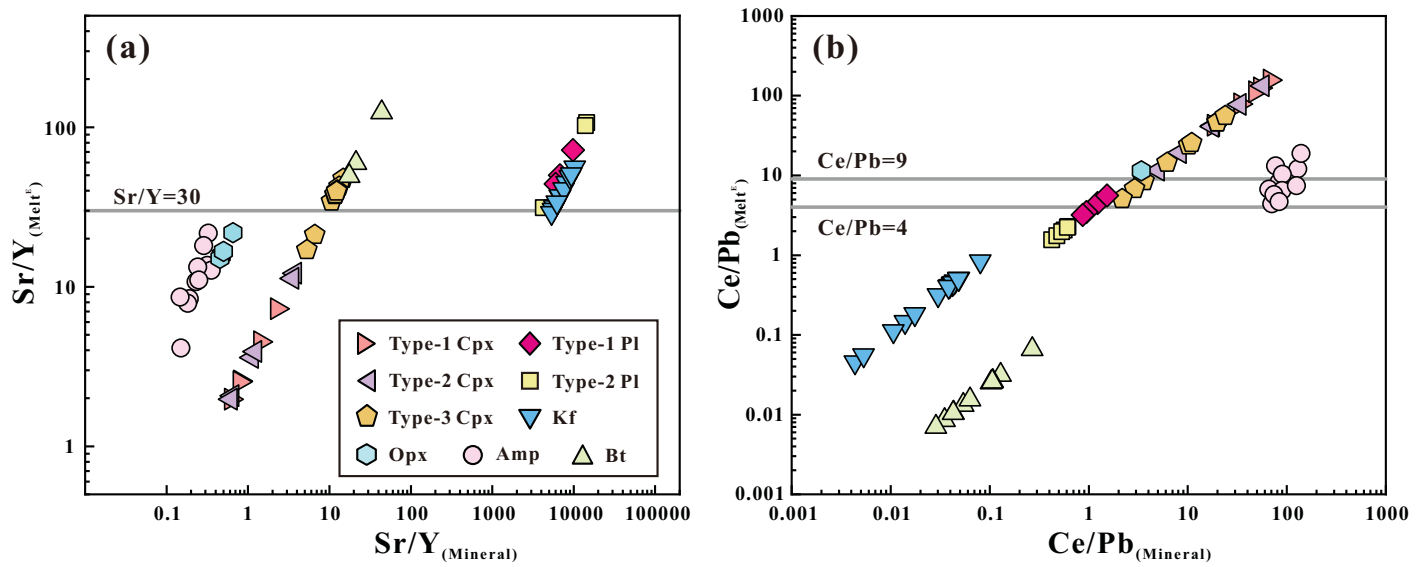 (a)
Sr/Y(MeltE)
100
10
1
Sr/Y=30
Type-1 Cpx
Type-1 Pl
Type-2 Cpx
Type-2 Pl
Type-3 Cpx
Kf
Opx
Amp
Bt
0.1 1 10 100 1000 10000 100000
Sr/Y(Mineral)
(b)
Ce/Pb(MeltE)
1000
100
10
1
0.1
0.01
0.001
Ce/Pb=9
Ce/Pb=4
0.001 0.01 0.1 1 10 100 1000
Ce/Pb(Mineral)